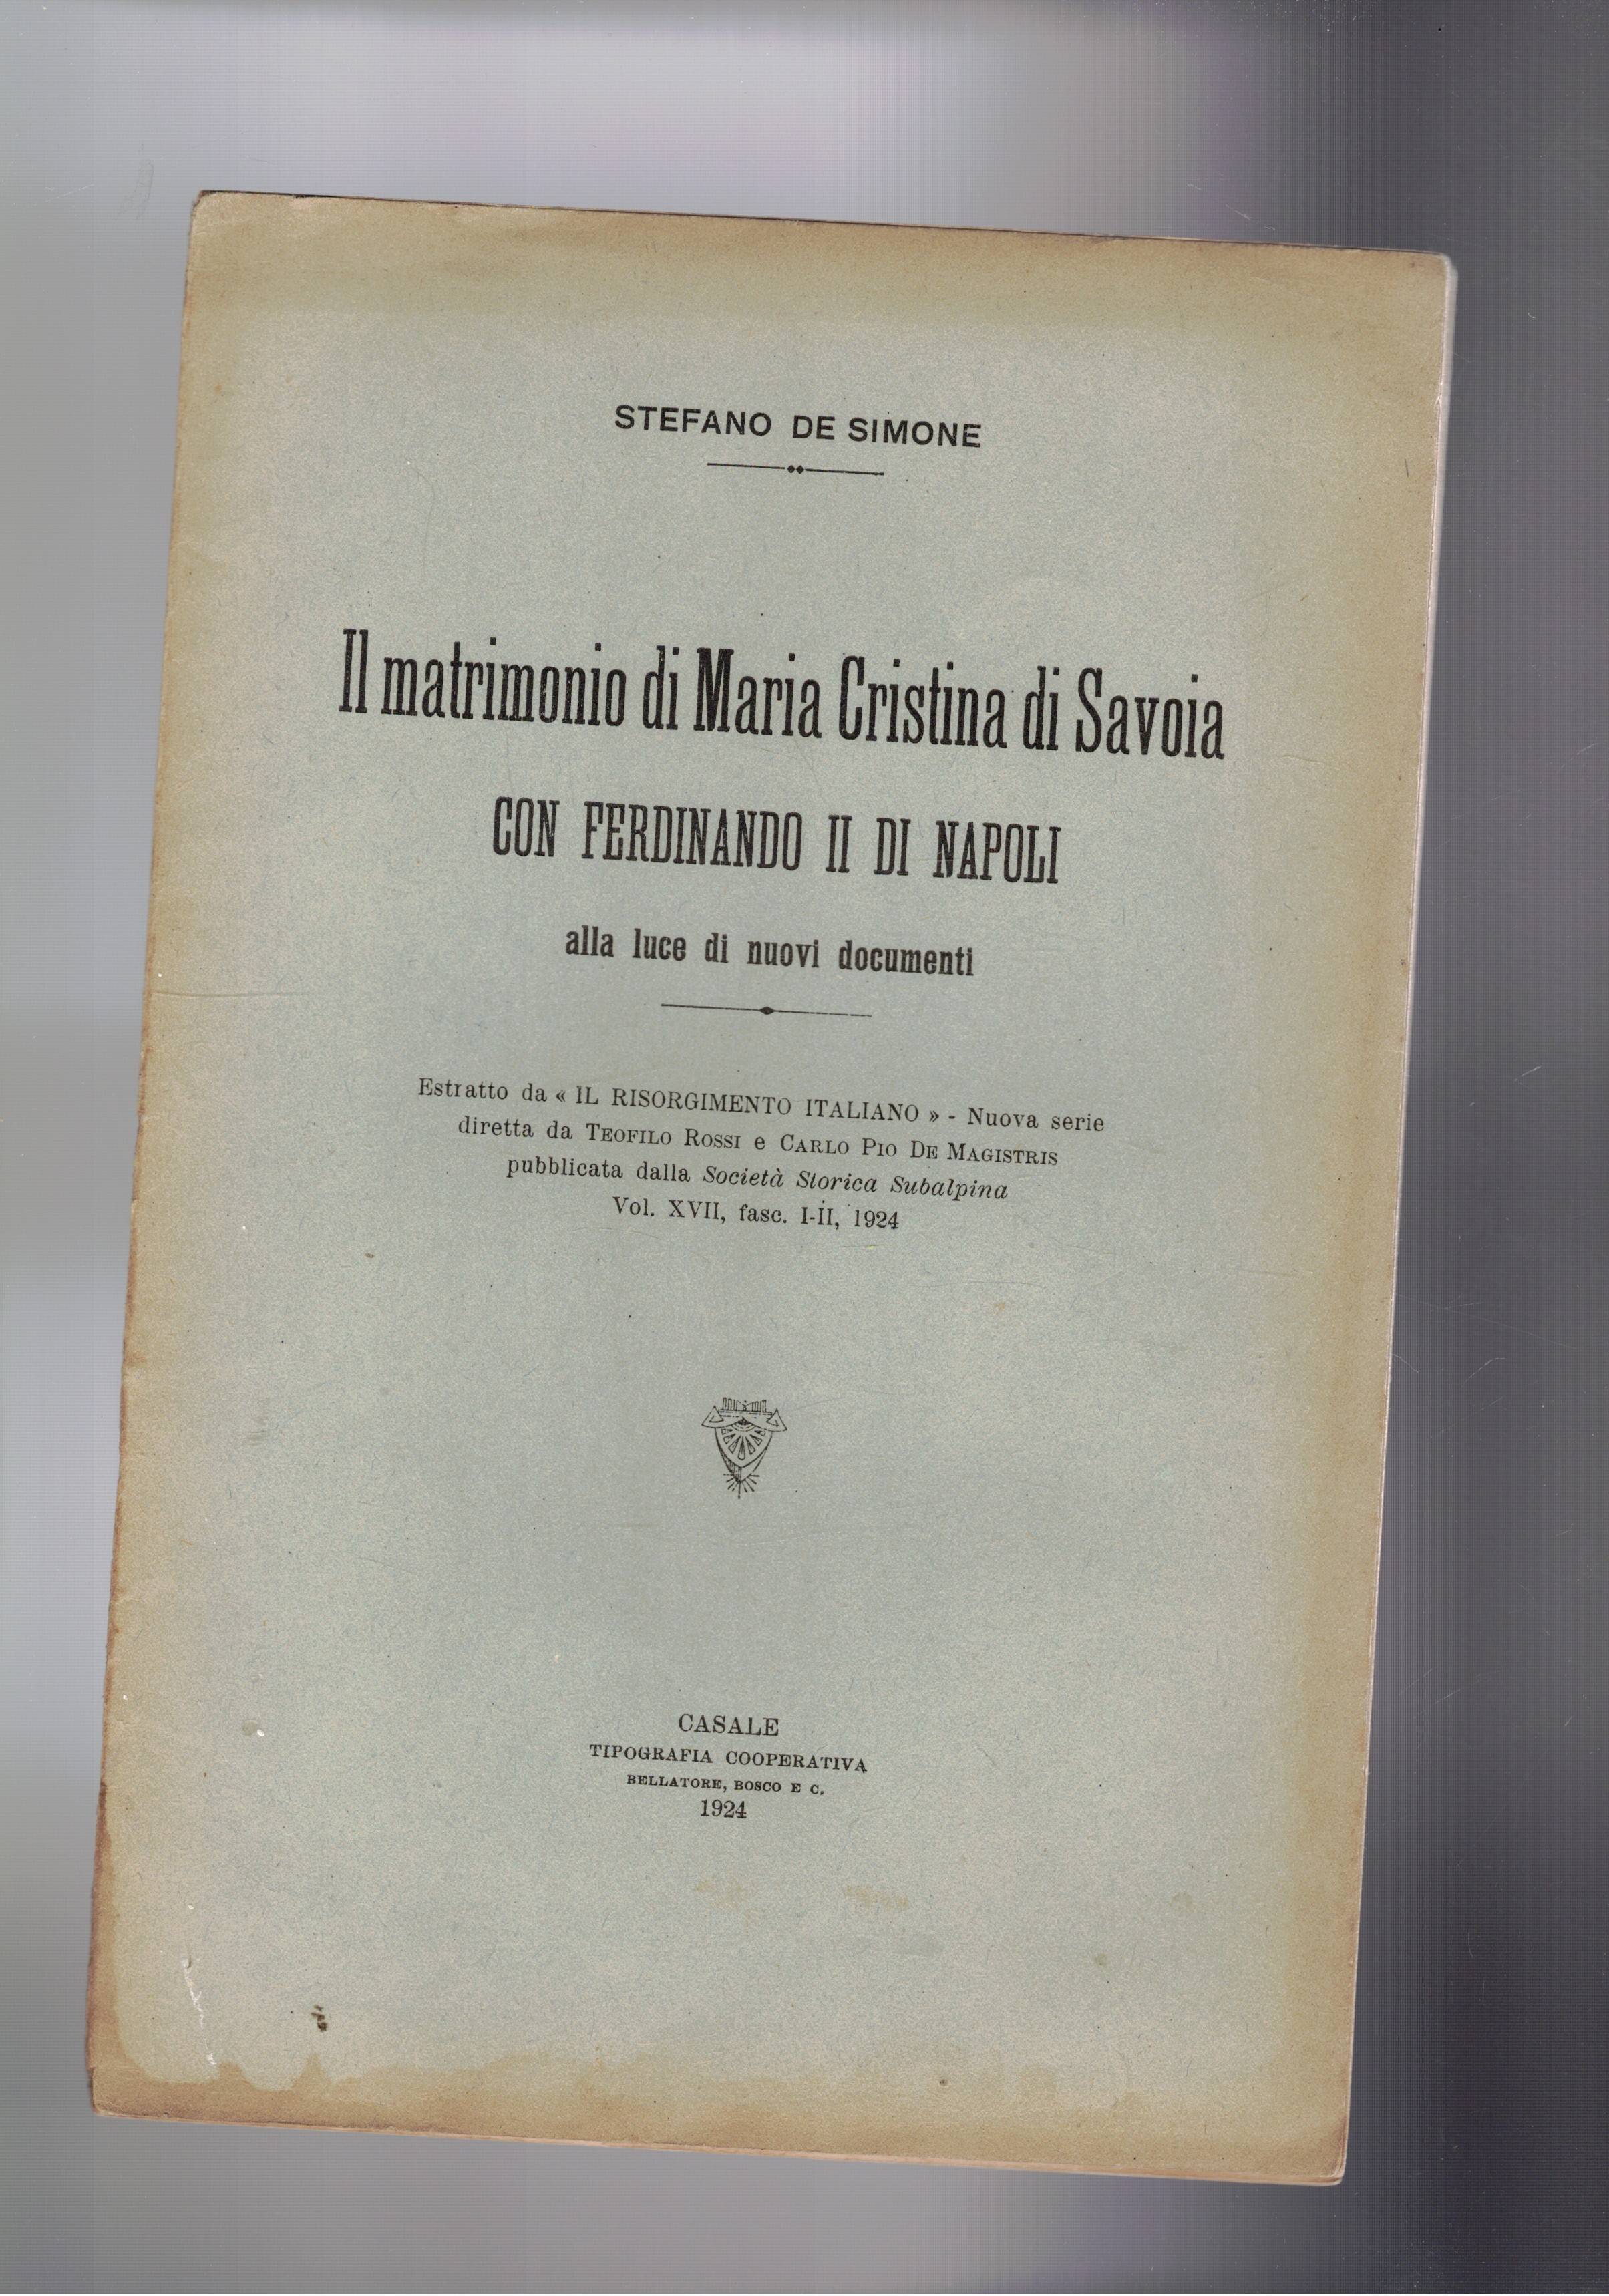 STEFANO DE SIMONE
Il matrimonio di Maria Cristina di Savoia
CON FERDINANDO II DI NAPOLI
alla luce di nuovi documenti
Estratto da « IL RISORGIMENTO ITALIANO » - Nuova serie
diretta da TEOFILO ROSSI e CARLO PIO DE MAGISTRIS
pubblicata dalla Società Storica Subalpina
Vol. XVII, fasc. I-II, 1924
CASALE
TIPOGRAFIA COOPERATIVA
BELLATORE, BOSCO E C.
1924